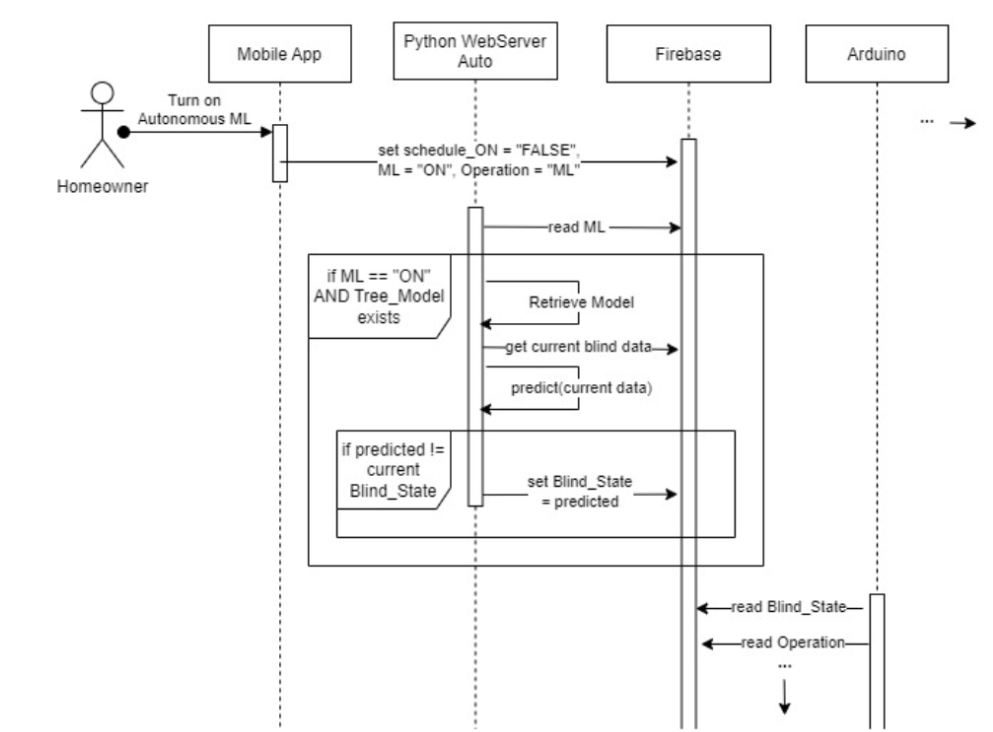 Mobile App
Python WebServer
Auto
Firebase
Arduino
Turn on
Autonomous ML
...
Homeowner
set schedule_ON = "FALSE",
ML = "ON", Operation = "ML"
read ML
if ML == "ON"
AND Tree_Model
exists
Retrieve Model
get current blind data
predict(current data)
if predicted !=
current
Blind_State
set Blind_State
= predicted
read Blind_State
read Operation
...